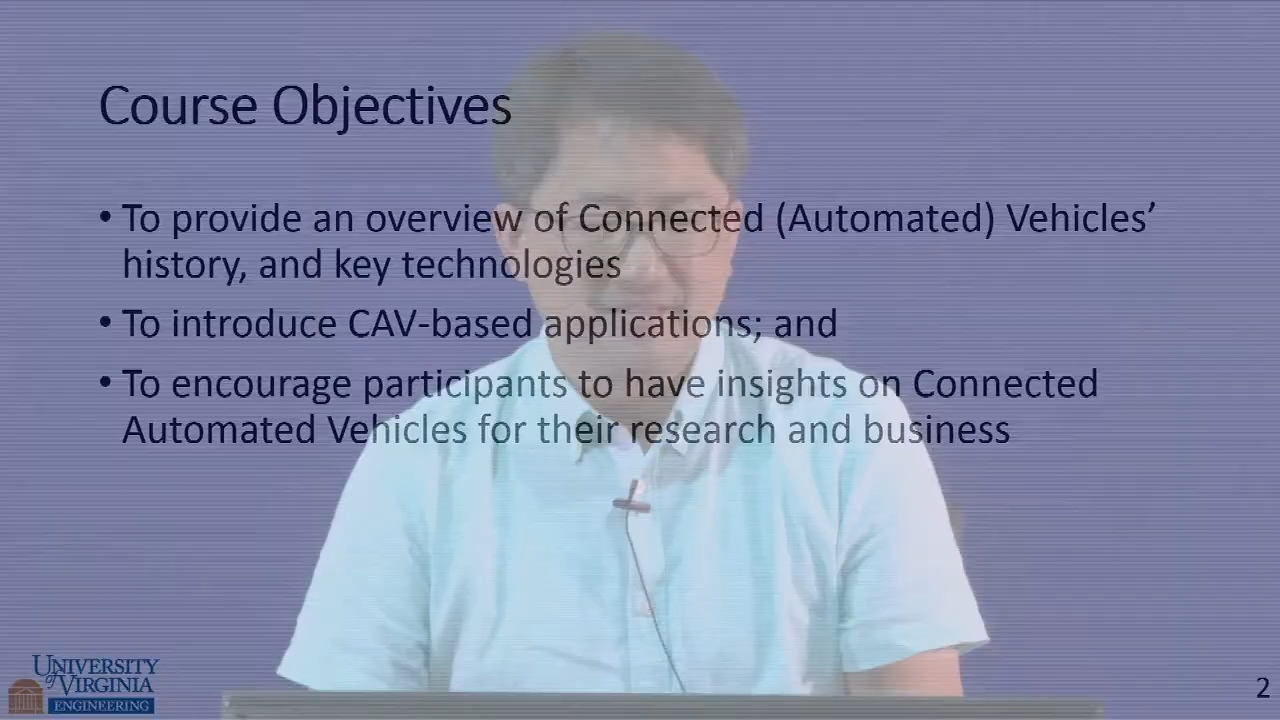 Course Objectives
• To provide an overview of Connected (Automated) Vehicles’
history, and key technologies
• To introduce CAV-based applications; and
• To encourage participants to have insights on Connected
Automated Vehicles for their research and business
UNIVERSITY
of VIRGINIA
ENGINEERING
2